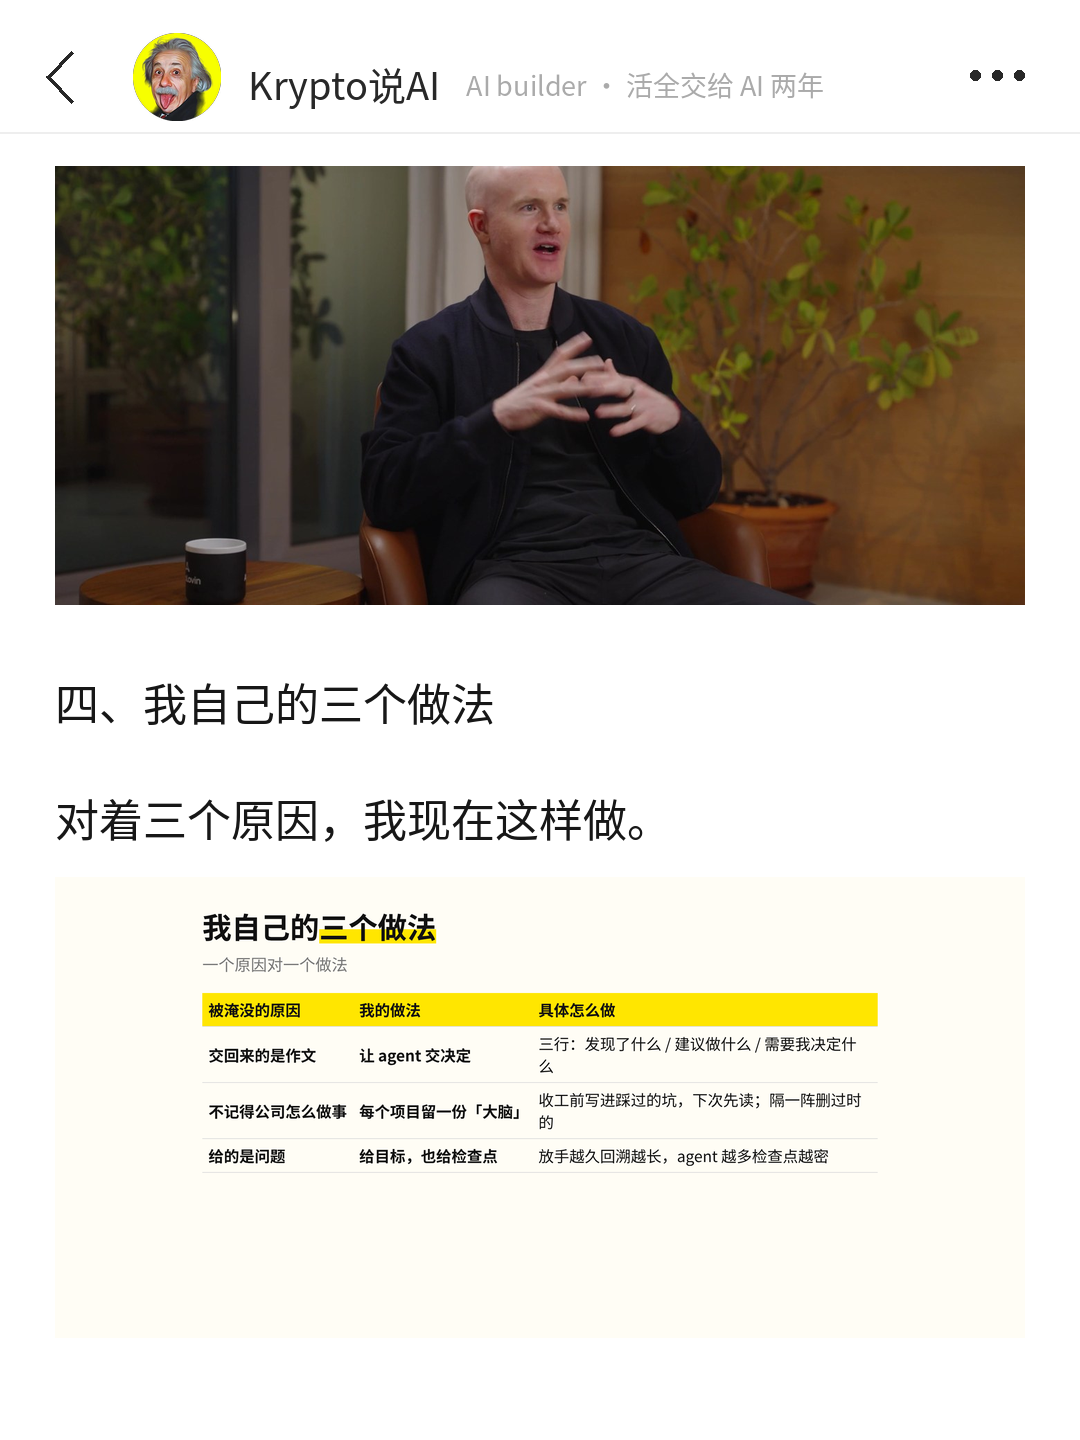 Krypto说AI AI builder · 活全交给 AI 两年
四、我自己的三个做法
对着三个原因，我现在这样做。
我自己的三个做法
一个原因对一个做法
被淹没的原因 我的做法 具体怎么做
交回来的是作文 让 agent 交决定 三行：发现了什么 / 建议做什么 / 需要我决定什
么
不记得公司怎么做事 每个项目留一份「大脑」 收工前写进踩过的坑，下次先读；隔一阵删过时
的
给的是问题 给目标，也给检查点 放手越久回溯越长，agent 越多检查点越密